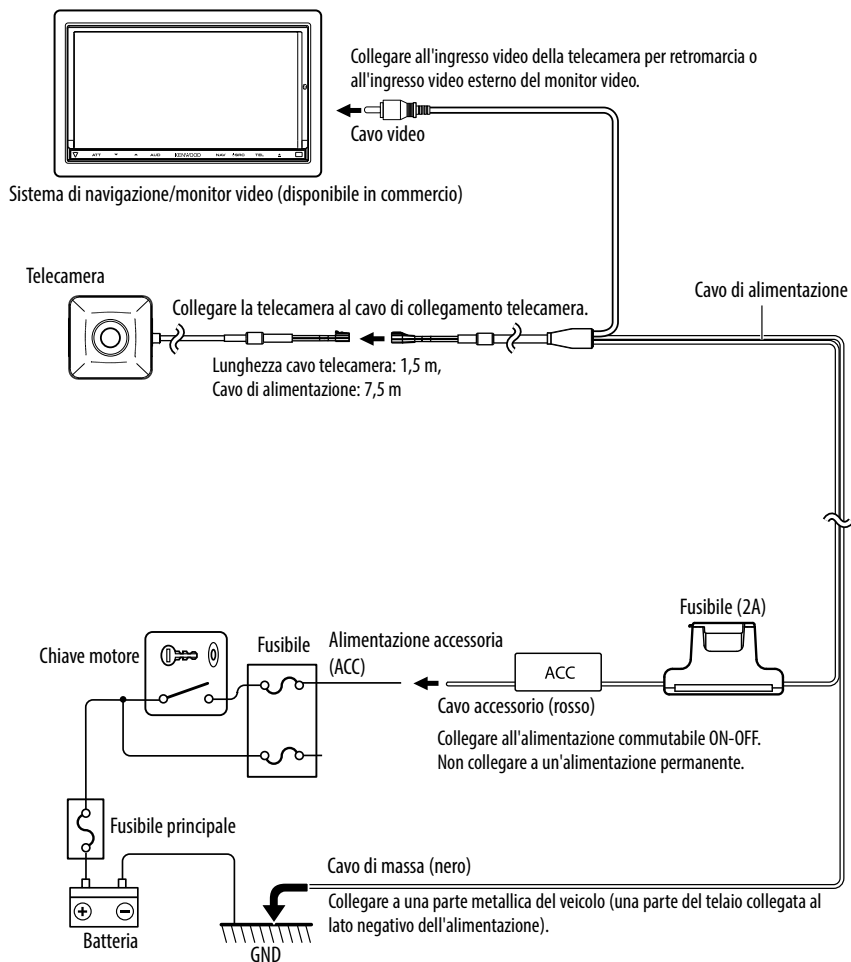 Collegare all'ingresso video della telecamera per retromarcia o
all'ingresso video esterno del monitor video.
Cavo video
ATT
AUD
KENWOOD
NAV
SRC
TEL
Sistema di navigazione/monitor video (disponibile in commercio)
Telecamera
Collegare la telecamera al cavo di collegamento telecamera.
Cavo di alimentazione
Lunghezza cavo telecamera: 1,5 m,
Cavo di alimentazione: 7,5 m
Fusibile (2A)
Chiave motore
Fusibile
Alimentazione accessoria
(ACC)
ACC
Cavo accessorio (rosso)
Collegare all'alimentazione commutabile ON-OFF.
Non collegare a un'alimentazione permanente.
Fusibile principale
Cavo di massa (nero)
Collegare a una parte metallica del veicolo (una parte del telaio collegata al
lato negativo dell'alimentazione).
Batteria
GND